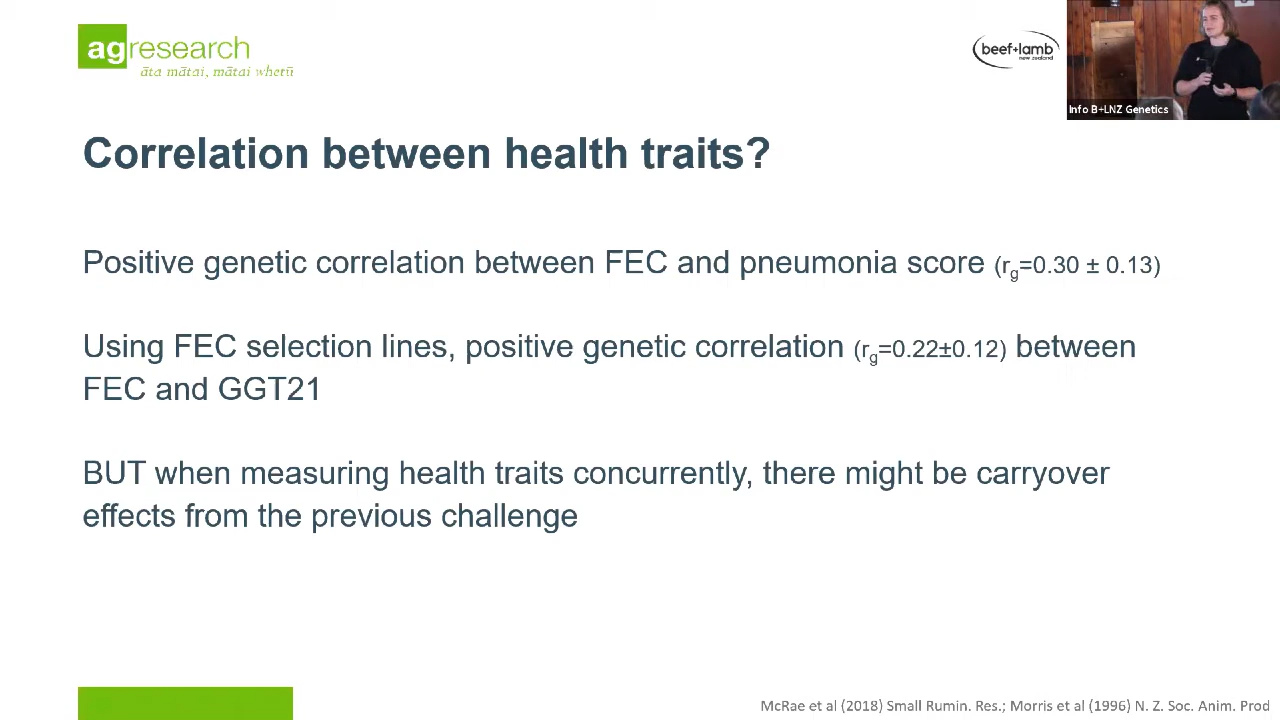 agresearch
āta mātai, mātai whetū
beef+lamb
new zealand
Info B+LNZ Genetics
Correlation between health traits?
Positive genetic correlation between FEC and pneumonia score (rg=0.30 ± 0.13)
Using FEC selection lines, positive genetic correlation (rg=0.22±0.12) between
FEC and GGT21
BUT when measuring health traits concurrently, there might be carryover
effects from the previous challenge
McRae et al (2018) Small Rumin. Res.; Morris et al (1996) N. Z. Soc. Anim. Prod